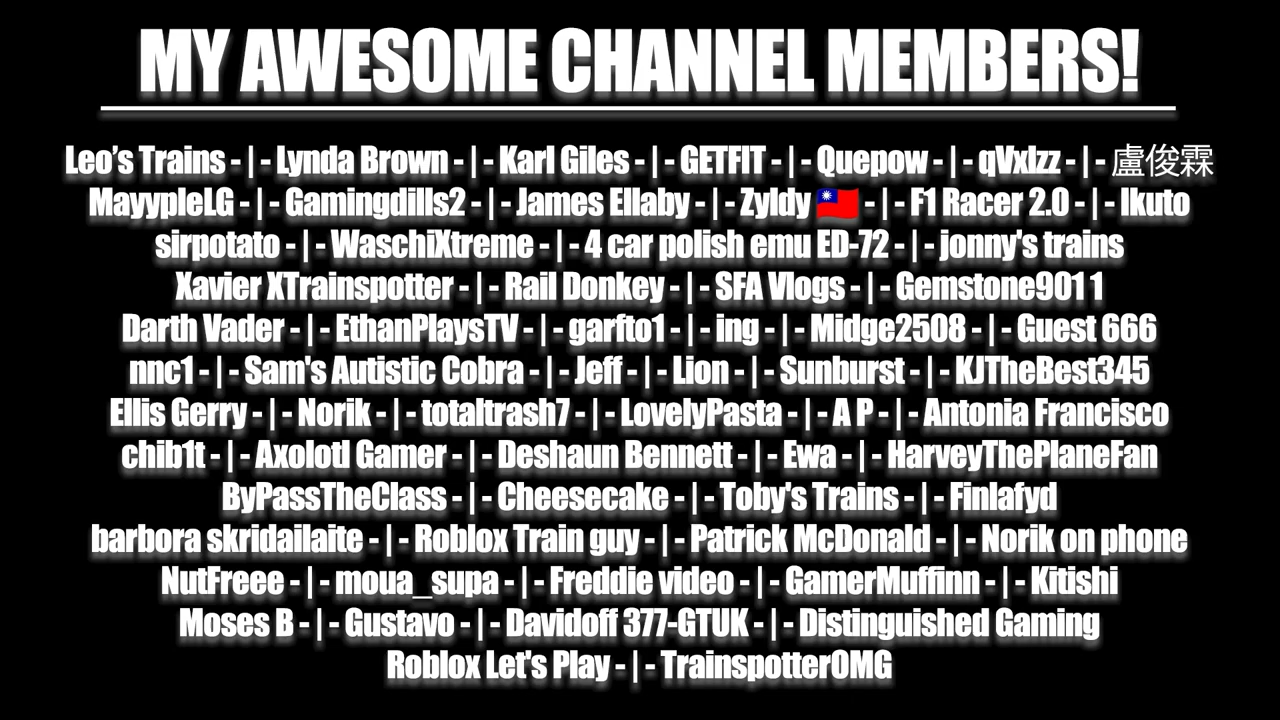 MY AWESOME CHANNEL MEMBERS!
Leo’s Trains - | - Lynda Brown - | - Karl Giles - | - GETFIT - | - Quepow - | - qVxlzz - | - 盧俊霖
MayypleLG - | - Gamingdills2 - | - James Ellaby - | - Zyldy 🇹🇼 - | - F1 Racer 2.0 - | - Ikuto
sirpotato - | - WaschiXtreme - | - 4 car polish emu ED-72 - | - jonny's trains
Xavier XTrainspotter - | - Rail Donkey - | - SFA Vlogs - | - Gemstone9011
Darth Vader - | - EthanPlaysTV - | - garfto1 - | - ing - | - Midge2508 - | - Guest 666
nnc1 - | - Sam's Autistic Cobra - | - Jeff - | - Lion - | - Sunburst - | - KJTheBest345
Ellis Gerry - | - Norik - | - totaltrash7 - | - LovelyPasta - | - A P - | - Antonia Francisco
chib1t - | - Axolotl Gamer - | - Deshaun Bennett - | - Ewa - | - HarveyThePlaneFan
ByPassTheClass - | - Cheesecake - | - Toby's Trains - | - Finlafyd
barbora skridailaite - | - Roblox Train guy - | - Patrick McDonald - | - Norik on phone
NutFreee - | - moua_supa - | - Freddie video - | - GamerMuffinn - | - Kitishi
Moses B - | - Gustavo - | - Davidoff 377-GTUK - | - Distinguished Gaming
Roblox Let's Play - | - TrainspotterOMG